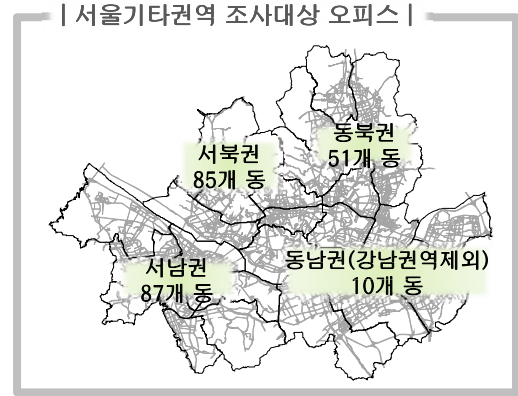 | 서울기타권역 조사대상 오피스 |
동북권
51개 동
서북권
85개 동
서남권
87개 동
동남권(강남권역제외)
10개 동